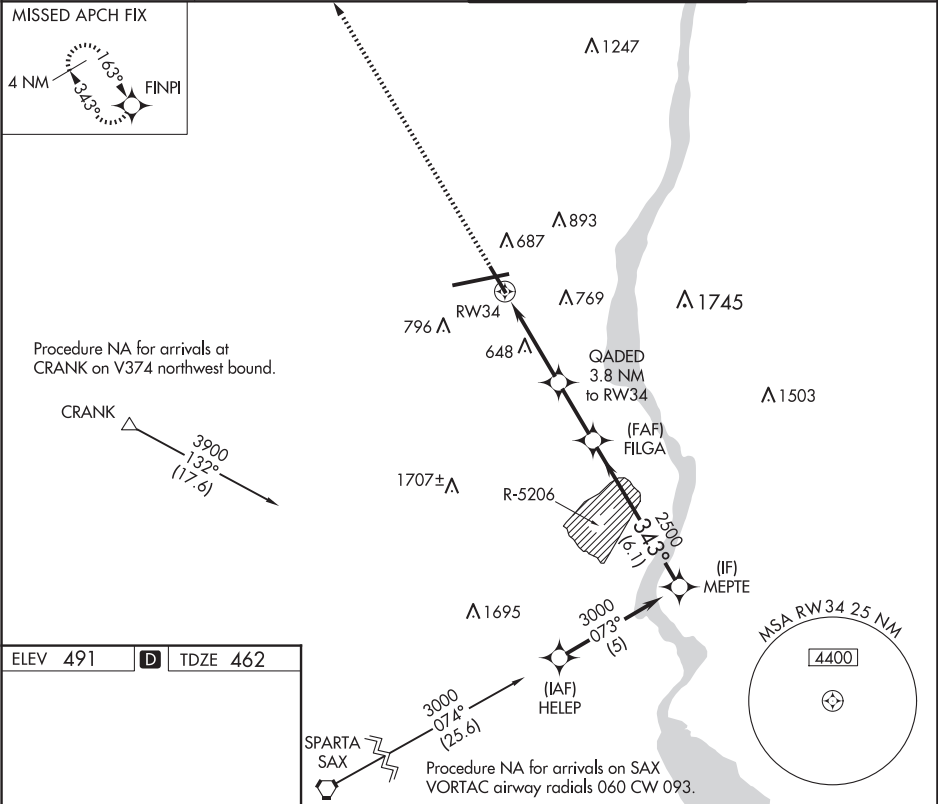 MISSED APCH FIX
4 NM
163°
343°
FINPI
1247
893
687
RW34
769
1745
796
648
QADED
3.8 NM
to RW34
1503
Procedure NA for arrivals at
CRANK on V374 northwest bound.
CRANK
3900
132°
(17.6)
(FAF)
FILGA
1707±
R-5206
2500
343°
(6.1)
(IF)
MEPTE
1695
3000
073°
(5)
MSA RW34 25 NM
4400
ELEV 491 D TDZE 462
(IAF)
HELEP
3000
074°
(25.6)
SPARTA
SAX
Procedure NA for arrivals on SAX
VORTAC airway radials 060 CW 093.